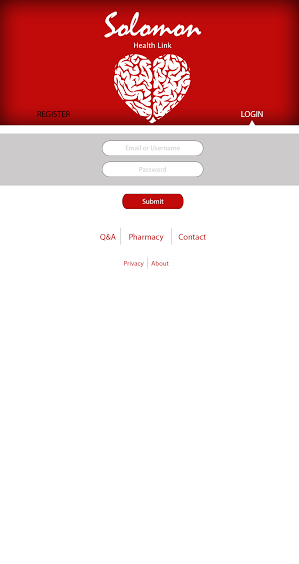 Solomon
Health Link
REGISTER LOGIN
Email or Username
Password
Submit
Q&A Pharmacy Contact
Privacy About